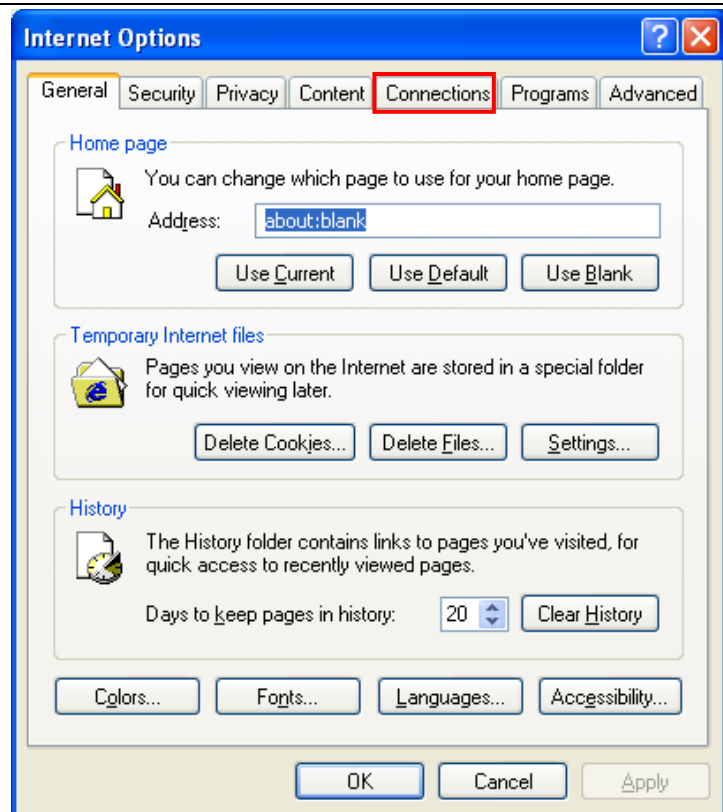 Internet Options
General Security Privacy Content Connections Programs Advanced
Home page
You can change which page to use for your home page.
Address: about:blank
Use Current Use Default Use Blank
Temporary Internet files
Pages you view on the Internet are stored in a special folder
for quick viewing later.
Delete Cookies... Delete Files... Settings...
History
The History folder contains links to pages you've visited, for
quick access to recently viewed pages.
Days to keep pages in history: 20 Clear History
Colors... Fonts... Languages... Accessibility...
OK Cancel Apply